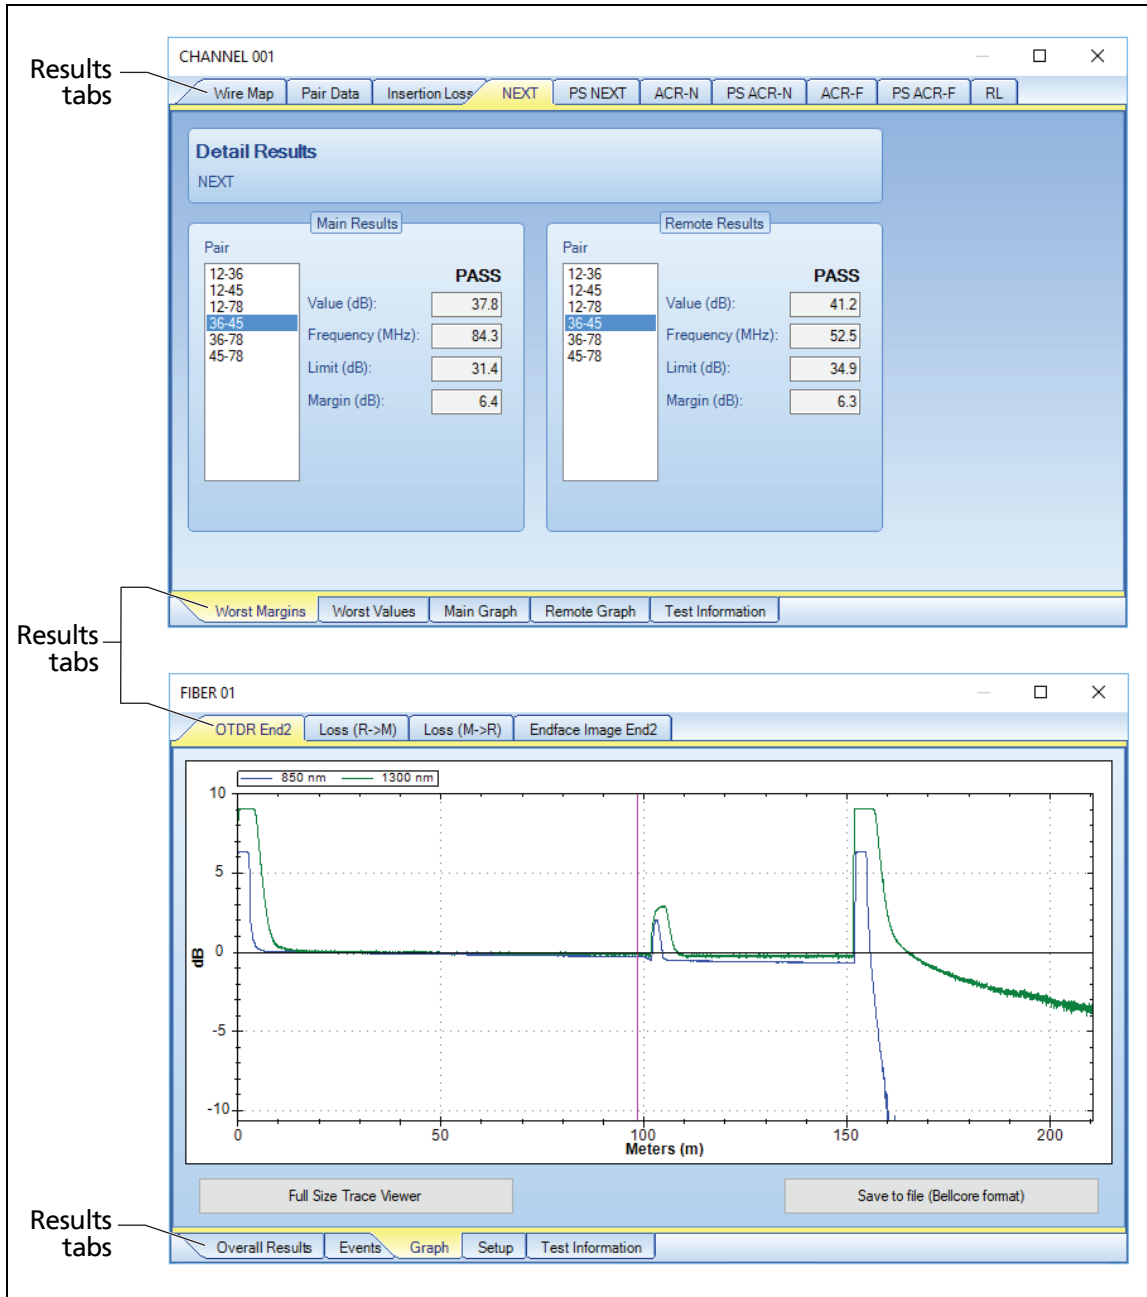 CHANNEL 001
Results
tabs
Wire Map Pair Data Insertion Loss NEXT PS NEXT ACR-N PS ACR-N ACR-F PS ACR-F RL
Detail Results
NEXT
Main Results
Pair
12-36
12-45
12-78
36-45
36-78
45-78
PASS
Value (dB): 37.8
Frequency (MHz): 84.3
Limit (dB): 31.4
Margin (dB): 6.4
Remote Results
Pair
12-36
12-45
12-78
36-45
36-78
45-78
PASS
Value (dB): 41.2
Frequency (MHz): 52.5
Limit (dB): 34.9
Margin (dB): 6.3
Worst Margins Worst Values Main Graph Remote Graph Test Information
Results
tabs
FIBER 01
OTDR End2 Loss (R->M) Loss (M->R) Endface Image End2
850 nm 1300 nm
10
5
0
-5
-10
dB
0 50 100 150 200
Meters (m)
Full Size Trace Viewer Save to file (Bellcore format)
Results
tabs
Overall Results Events Graph Setup Test Information